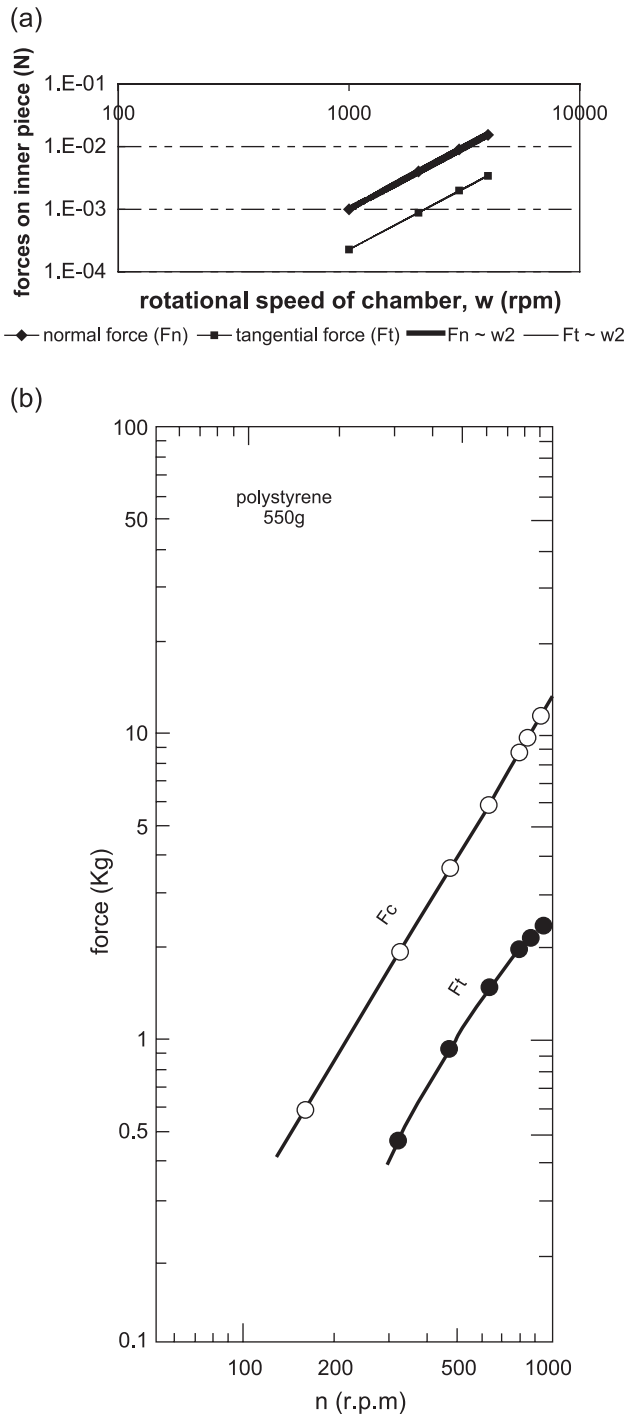 (a)
forces on inner piece (N)
1.E-01
100
1000
10000
1.E-02
1.E-03
1.E-04
rotational speed of chamber, w (rpm)
normal force (Fn) tangential force (Ft) Fn ~ w2 Ft ~ w2
(b)
100
polystyrene
550g
50
10
5
force (Kg)
Fc
Ft
1
0.5
0.1
100 200 500 1000
n (r.p.m)